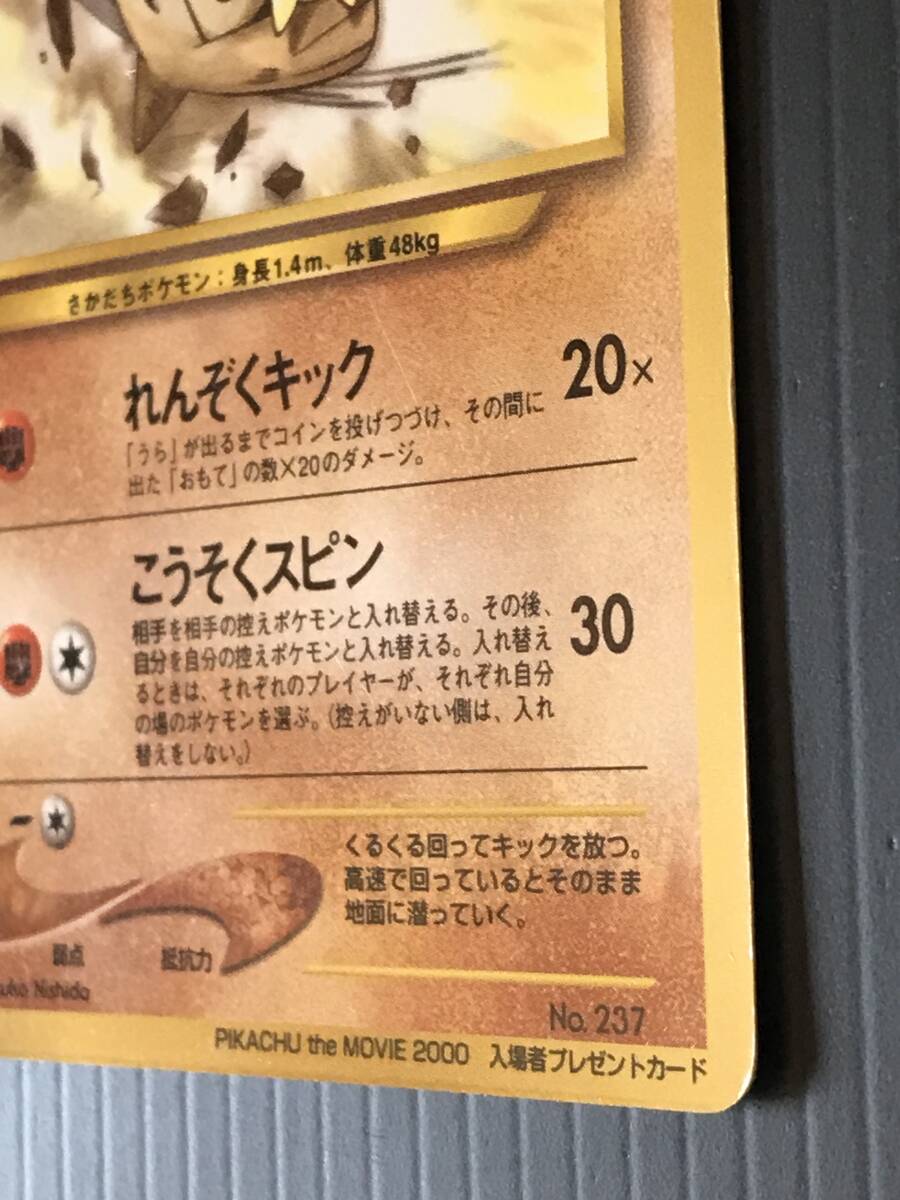 さかだちポケモン：身長1.4m、体重48kg
れんぞくキック
20×
「うら」が出るまでコインを投げつづけ、その間に
出た「おもて」の数×20のダメージ。
こうそくスピン
30
相手を相手の控えポケモンと入れ替える。その後、
自分を自分の控えポケモンと入れ替える。入れ替え
るときは、それぞれのプレイヤーが、それぞれ自分
の場のポケモンを選ぶ。（控えがいない側は、入れ
替えをしない。）
くるくる回ってキックを放つ。
高速で回っているとそのまま
地面に潜っていく。
弱点
抵抗力
Nishida
No. 237
PIKACHU the MOVIE 2000 入場者プレゼントカード